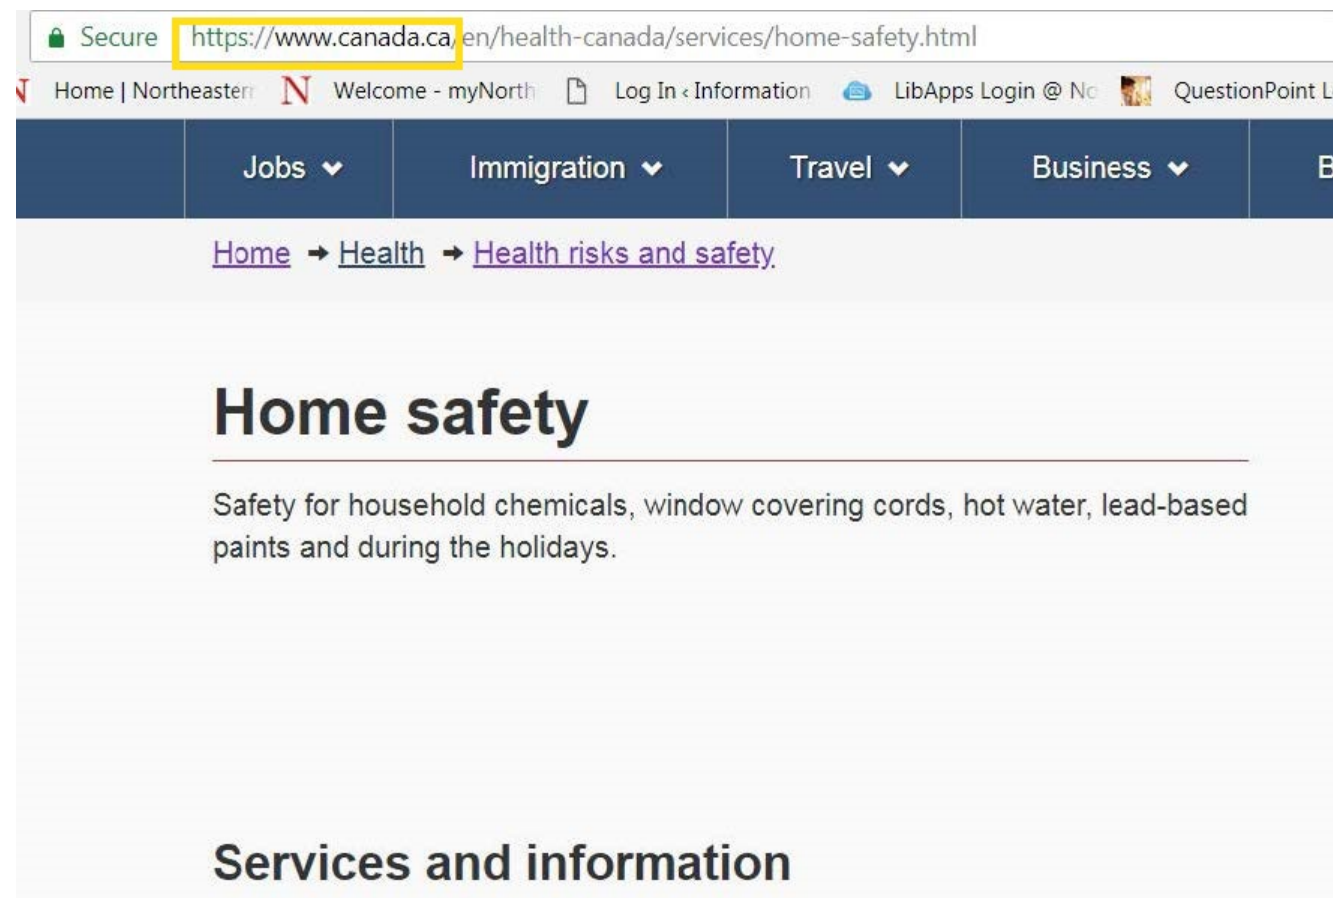 Secure https://www.canada.ca/en/health-canada/services/home-safety.html
Home | Northeastern N Welcome - myNorth Log In ‹ Information LibApps Login @ No QuestionPoint L
Jobs Immigration Travel Business B
Home → Health → Health risks and safety
Home safety
Safety for household chemicals, window covering cords, hot water, lead-based
paints and during the holidays.
Services and information